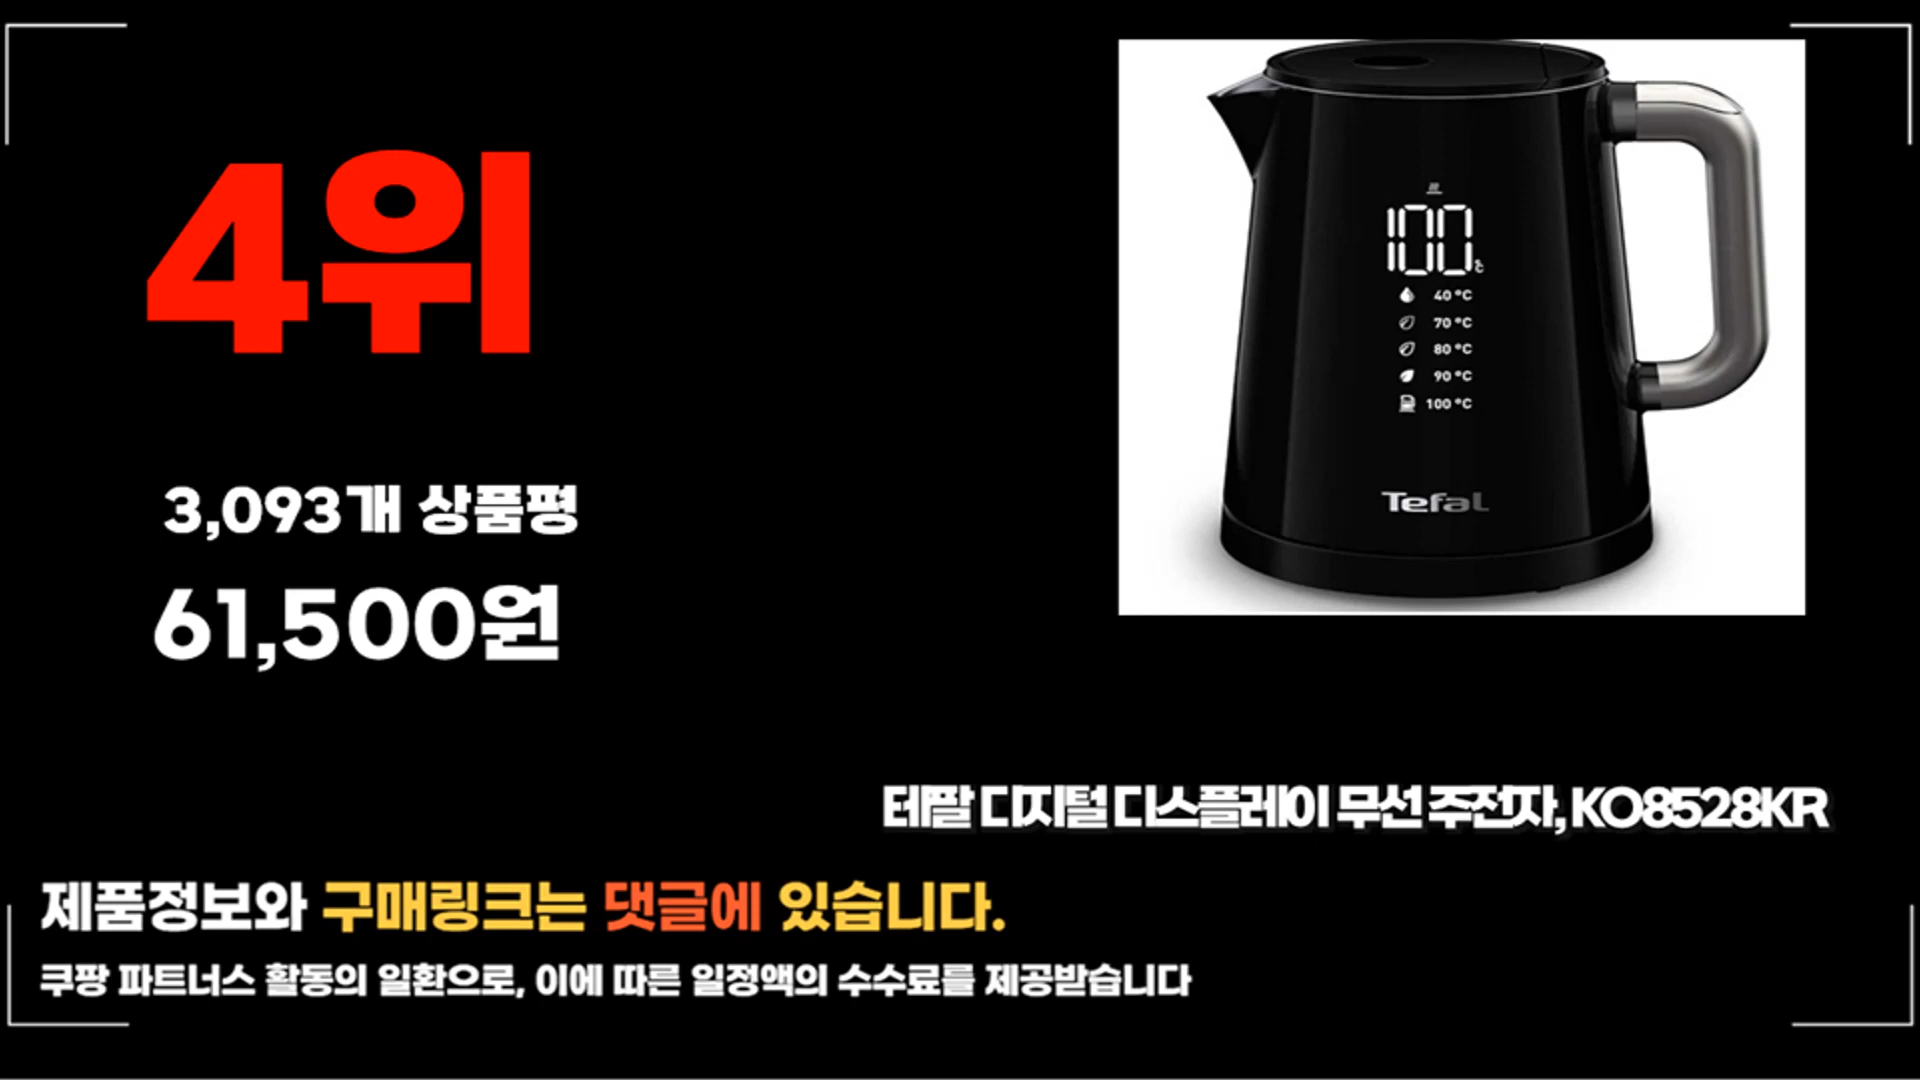 4위
3,093개 상품평
61,500원
100°C
40 °C
70 °C
80 °C
90 °C
100 °C
Tefal
테팔 디지털 디스플레이 무선 주전자, KO8528KR
제품정보와 구매링크는 댓글에 있습니다.
쿠팡 파트너스 활동의 일환으로, 이에 따른 일정액의 수수료를 제공받습니다